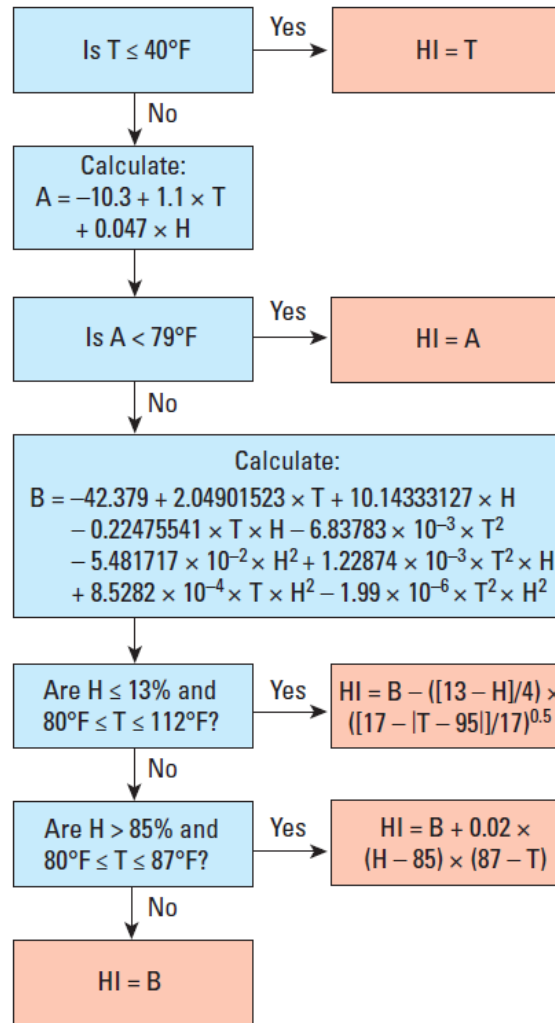 Is T ≤ 40°F
Yes
HI = T
No
Calculate:
A = −10.3 + 1.1 × T
+ 0.047 × H
Is A < 79°F
Yes
HI = A
No
Calculate:
B = −42.379 + 2.04901523 × T + 10.14333127 × H
− 0.22475541 × T × H − 6.83783 × 10⁻³ × T²
− 5.481717 × 10⁻² × H² + 1.22874 × 10⁻³ × T² × H
+ 8.5282 × 10⁻⁴ × T × H² − 1.99 × 10⁻⁶ × T² × H²
Are H ≤ 13% and
80°F ≤ T ≤ 112°F?
Yes
HI = B − ([13 − H]/4) ×
([17 − |T − 95|]/17)⁰·⁵
No
Are H > 85% and
80°F ≤ T ≤ 87°F?
Yes
HI = B + 0.02 ×
(H − 85) × (87 − T)
No
HI = B